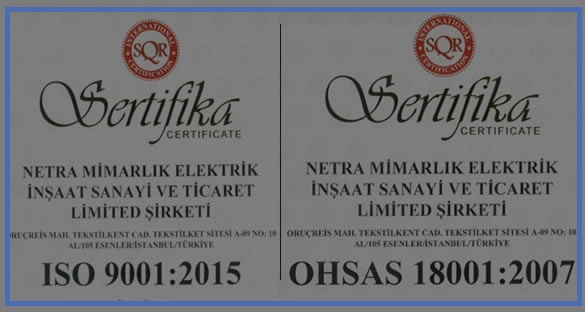 INTERNATIONAL
SQR
CERTIFICATION
Sertifika
CERTIFICATE
NETRA MİMARLIK ELEKTRİK
İNŞAAT SANAYİ VE TİCARET
LİMİTED ŞİRKETİ
ORUÇREİS MAH. TEKSTİLKENT CAD. TEKSTİLKET SİTESİ A-09 NO: 10
AL/105 ESENLER/İSTANBUL/TÜRKİYE
ISO 9001:2015
INTERNATIONAL
SQR
CERTIFICATION
Sertifika
CERTIFICATE
NETRA MİMARLIK ELEKTRİK
İNŞAAT SANAYİ VE TİCARET
LİMİTED ŞİRKETİ
ORUÇREİS MAH. TEKSTİLKENT CAD. TEKSTİLKET SİTESİ A-09 NO: 10
AL/105 ESENLER/İSTANBUL/TÜRKİYE
OHSAS 18001:2007